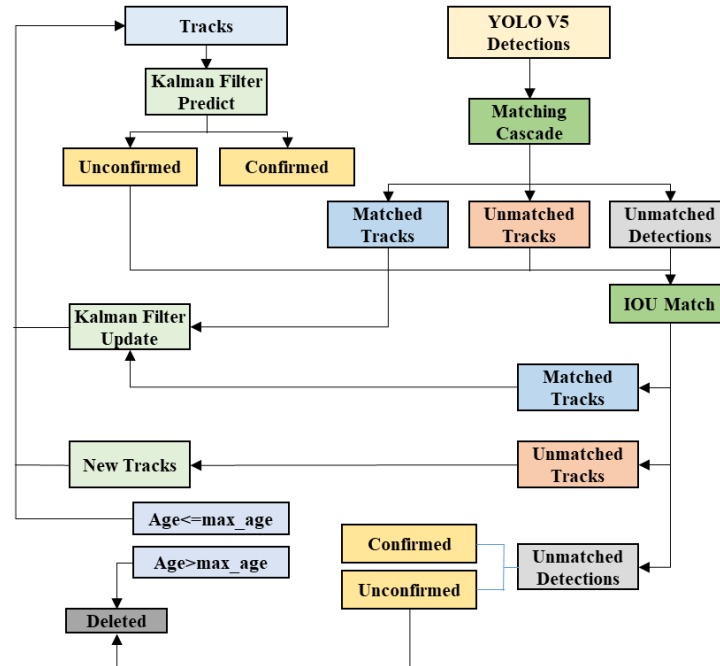 Tracks
YOLO V5
Detections
Kalman Filter
Predict
Matching
Cascade
Unconfirmed
Confirmed
Matched
Tracks
Unmatched
Tracks
Unmatched
Detections
Kalman Filter
Update
IOU Match
Matched
Tracks
New Tracks
Unmatched
Tracks
Age<=max_age
Age>max_age
Confirmed
Unconfirmed
Unmatched
Detections
Deleted